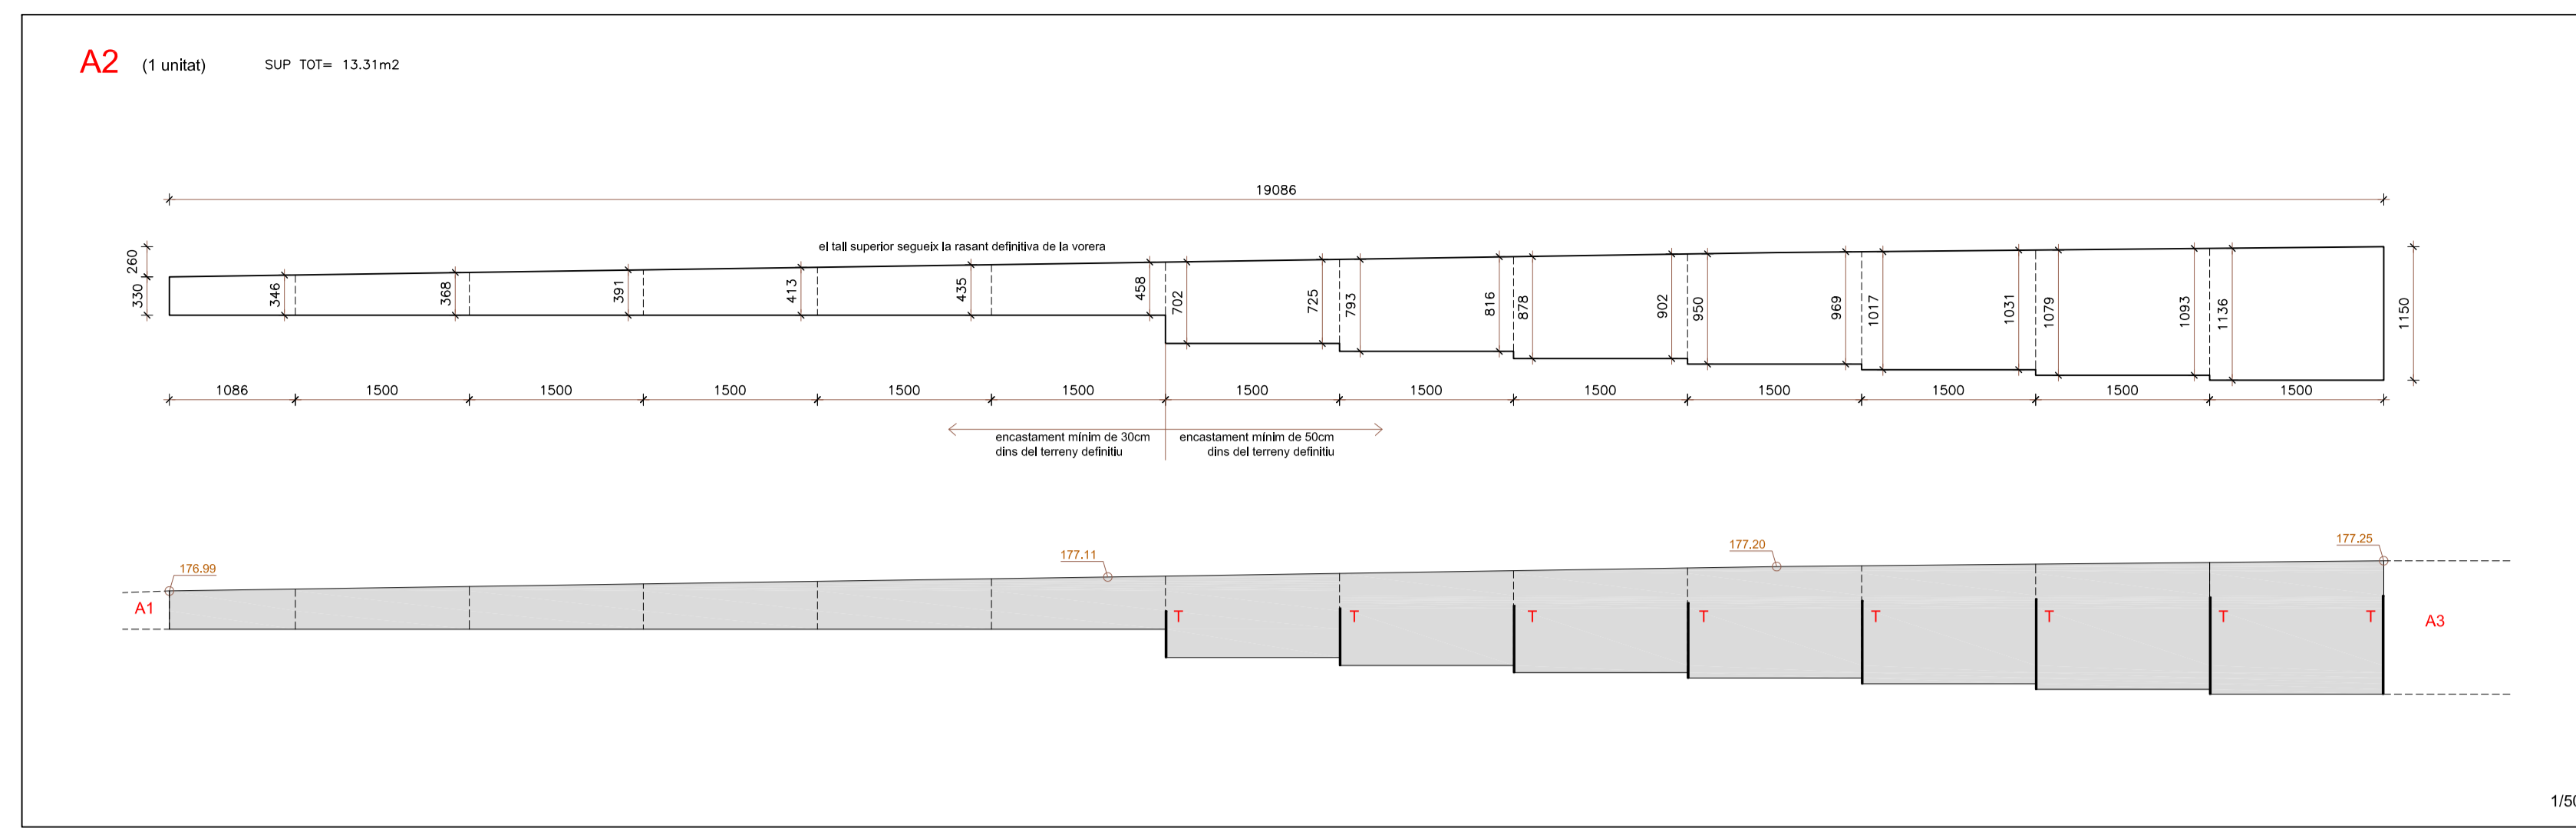 A2 (1 unitat) SUP TOT= 13.31m2
19086
el tall superior segueix la rasant definitiva de la vorera
260
330
346
368
391
413
435
458
702
725
793
816
878
902
950
969
1017
1031
1079
1093
1136
1150
1086 1500 1500 1500 1500 1500 1500 1500 1500 1500 1500 1500 1500
encastament mínim de 30cm
dins del terreny definitiu
encastament mínim de 50cm
dins del terreny definitiu
176.99
177.11
177.20
177.25
A1
T T T T T T T T
A3